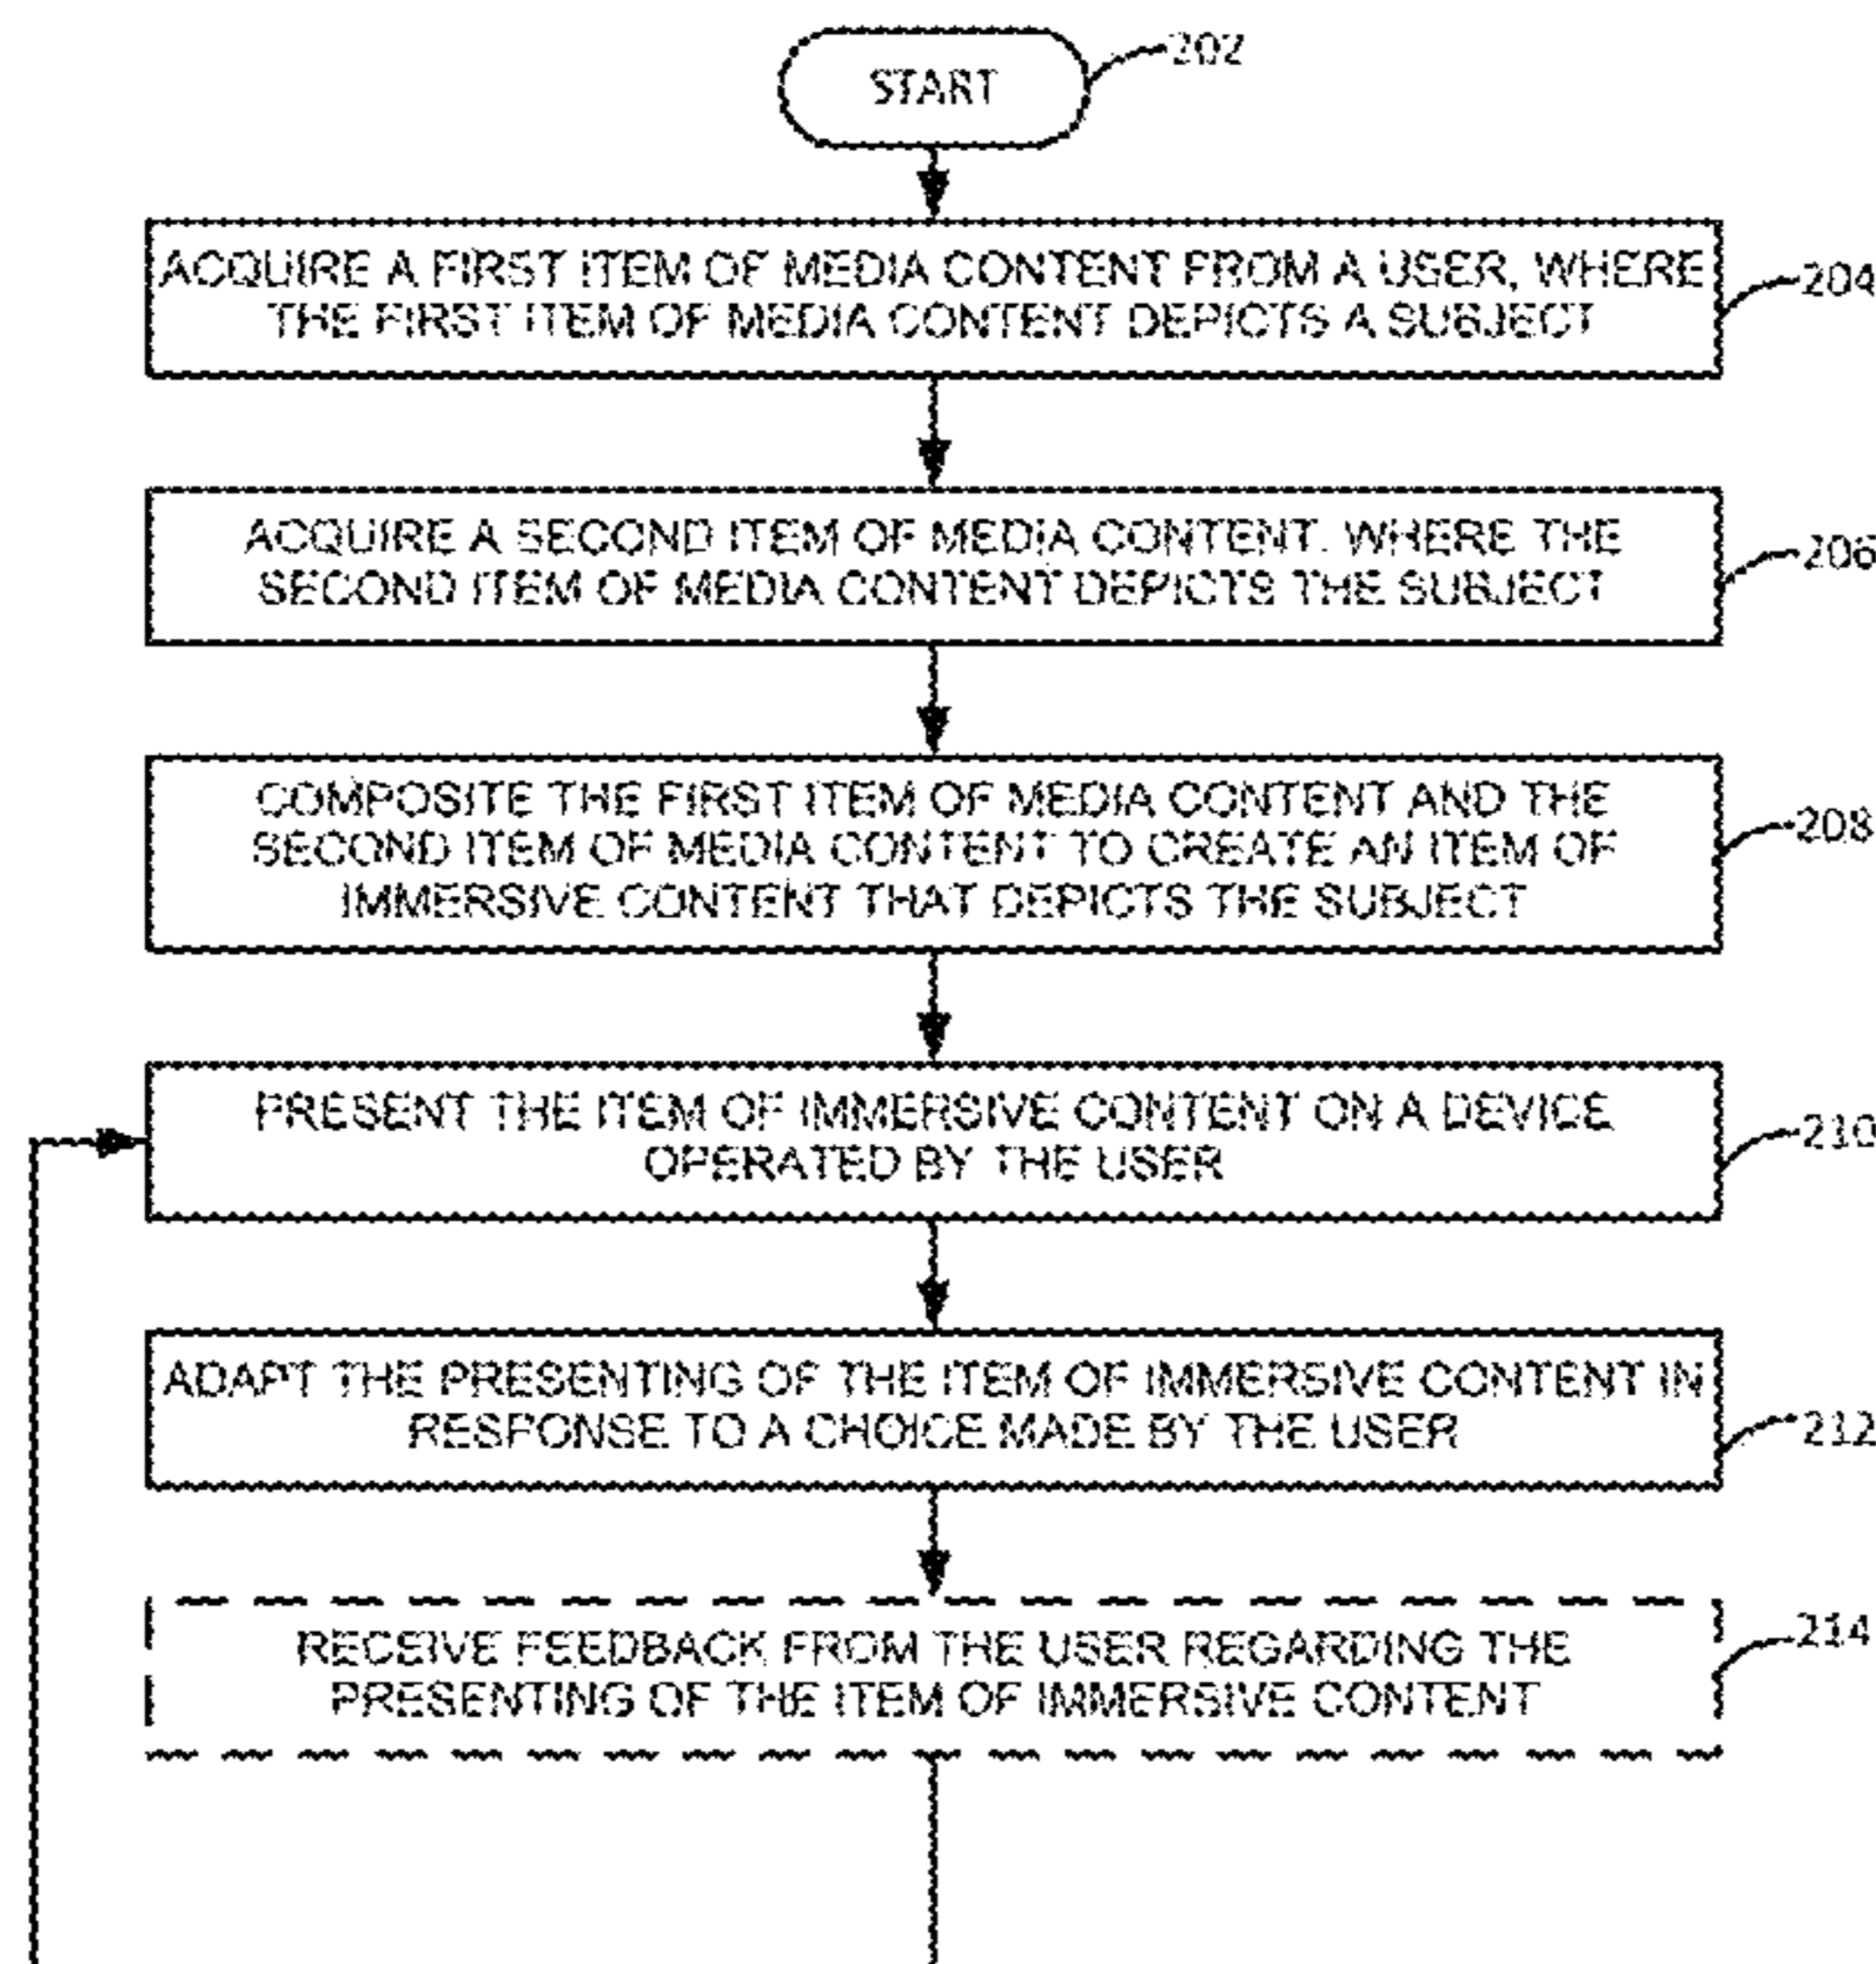 START
202
ACQUIRE A FIRST ITEM OF MEDIA CONTENT FROM A USER, WHERE
THE FIRST ITEM OF MEDIA CONTENT DEPICTS A SUBJECT
204
ACQUIRE A SECOND ITEM OF MEDIA CONTENT, WHERE THE
SECOND ITEM OF MEDIA CONTENT DEPICTS THE SUBJECT
206
COMPOSITE THE FIRST ITEM OF MEDIA CONTENT AND THE
SECOND ITEM OF MEDIA CONTENT TO CREATE AN ITEM OF
IMMERSIVE CONTENT THAT DEPICTS THE SUBJECT
208
PRESENT THE ITEM OF IMMERSIVE CONTENT ON A DEVICE
OPERATED BY THE USER
210
ADAPT THE PRESENTING OF THE ITEM OF IMMERSIVE CONTENT IN
RESPONSE TO A CHOICE MADE BY THE USER
212
RECEIVE FEEDBACK FROM THE USER REGARDING THE
PRESENTING OF THE ITEM OF IMMERSIVE CONTENT
214